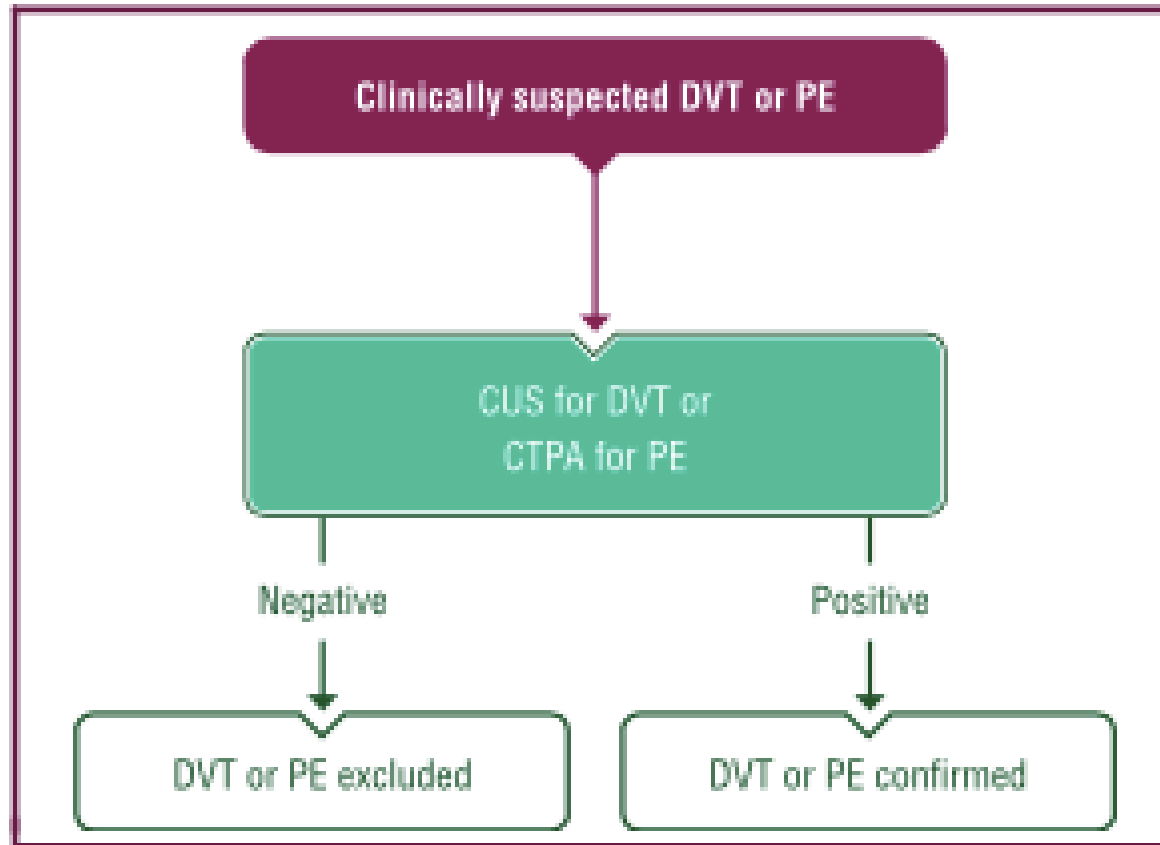 Clinically suspected DVT or PE
CUS for DVT or
CTPA for PE
Negative
Positive
DVT or PE excluded
DVT or PE confirmed